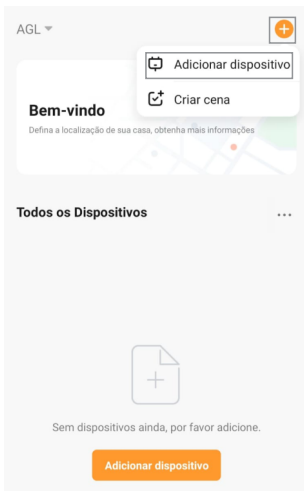 AGL
Adicionar dispositivo
Criar cena
Bem-vindo
Defina a localização de sua casa, obtenha mais informações
Todos os Dispositivos
Sem dispositivos ainda, por favor adicione.
Adicionar dispositivo